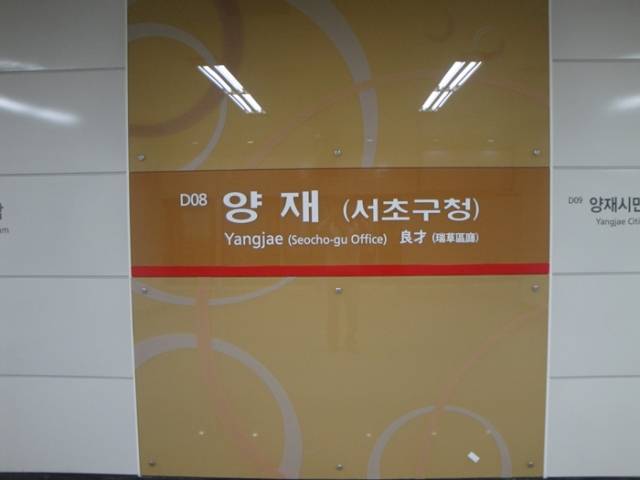 D08 양재 (서초구청)
Yangjae (Seocho-gu Office) 良才 (瑞草區廳)
D09 양재시민
Yangjae Citi